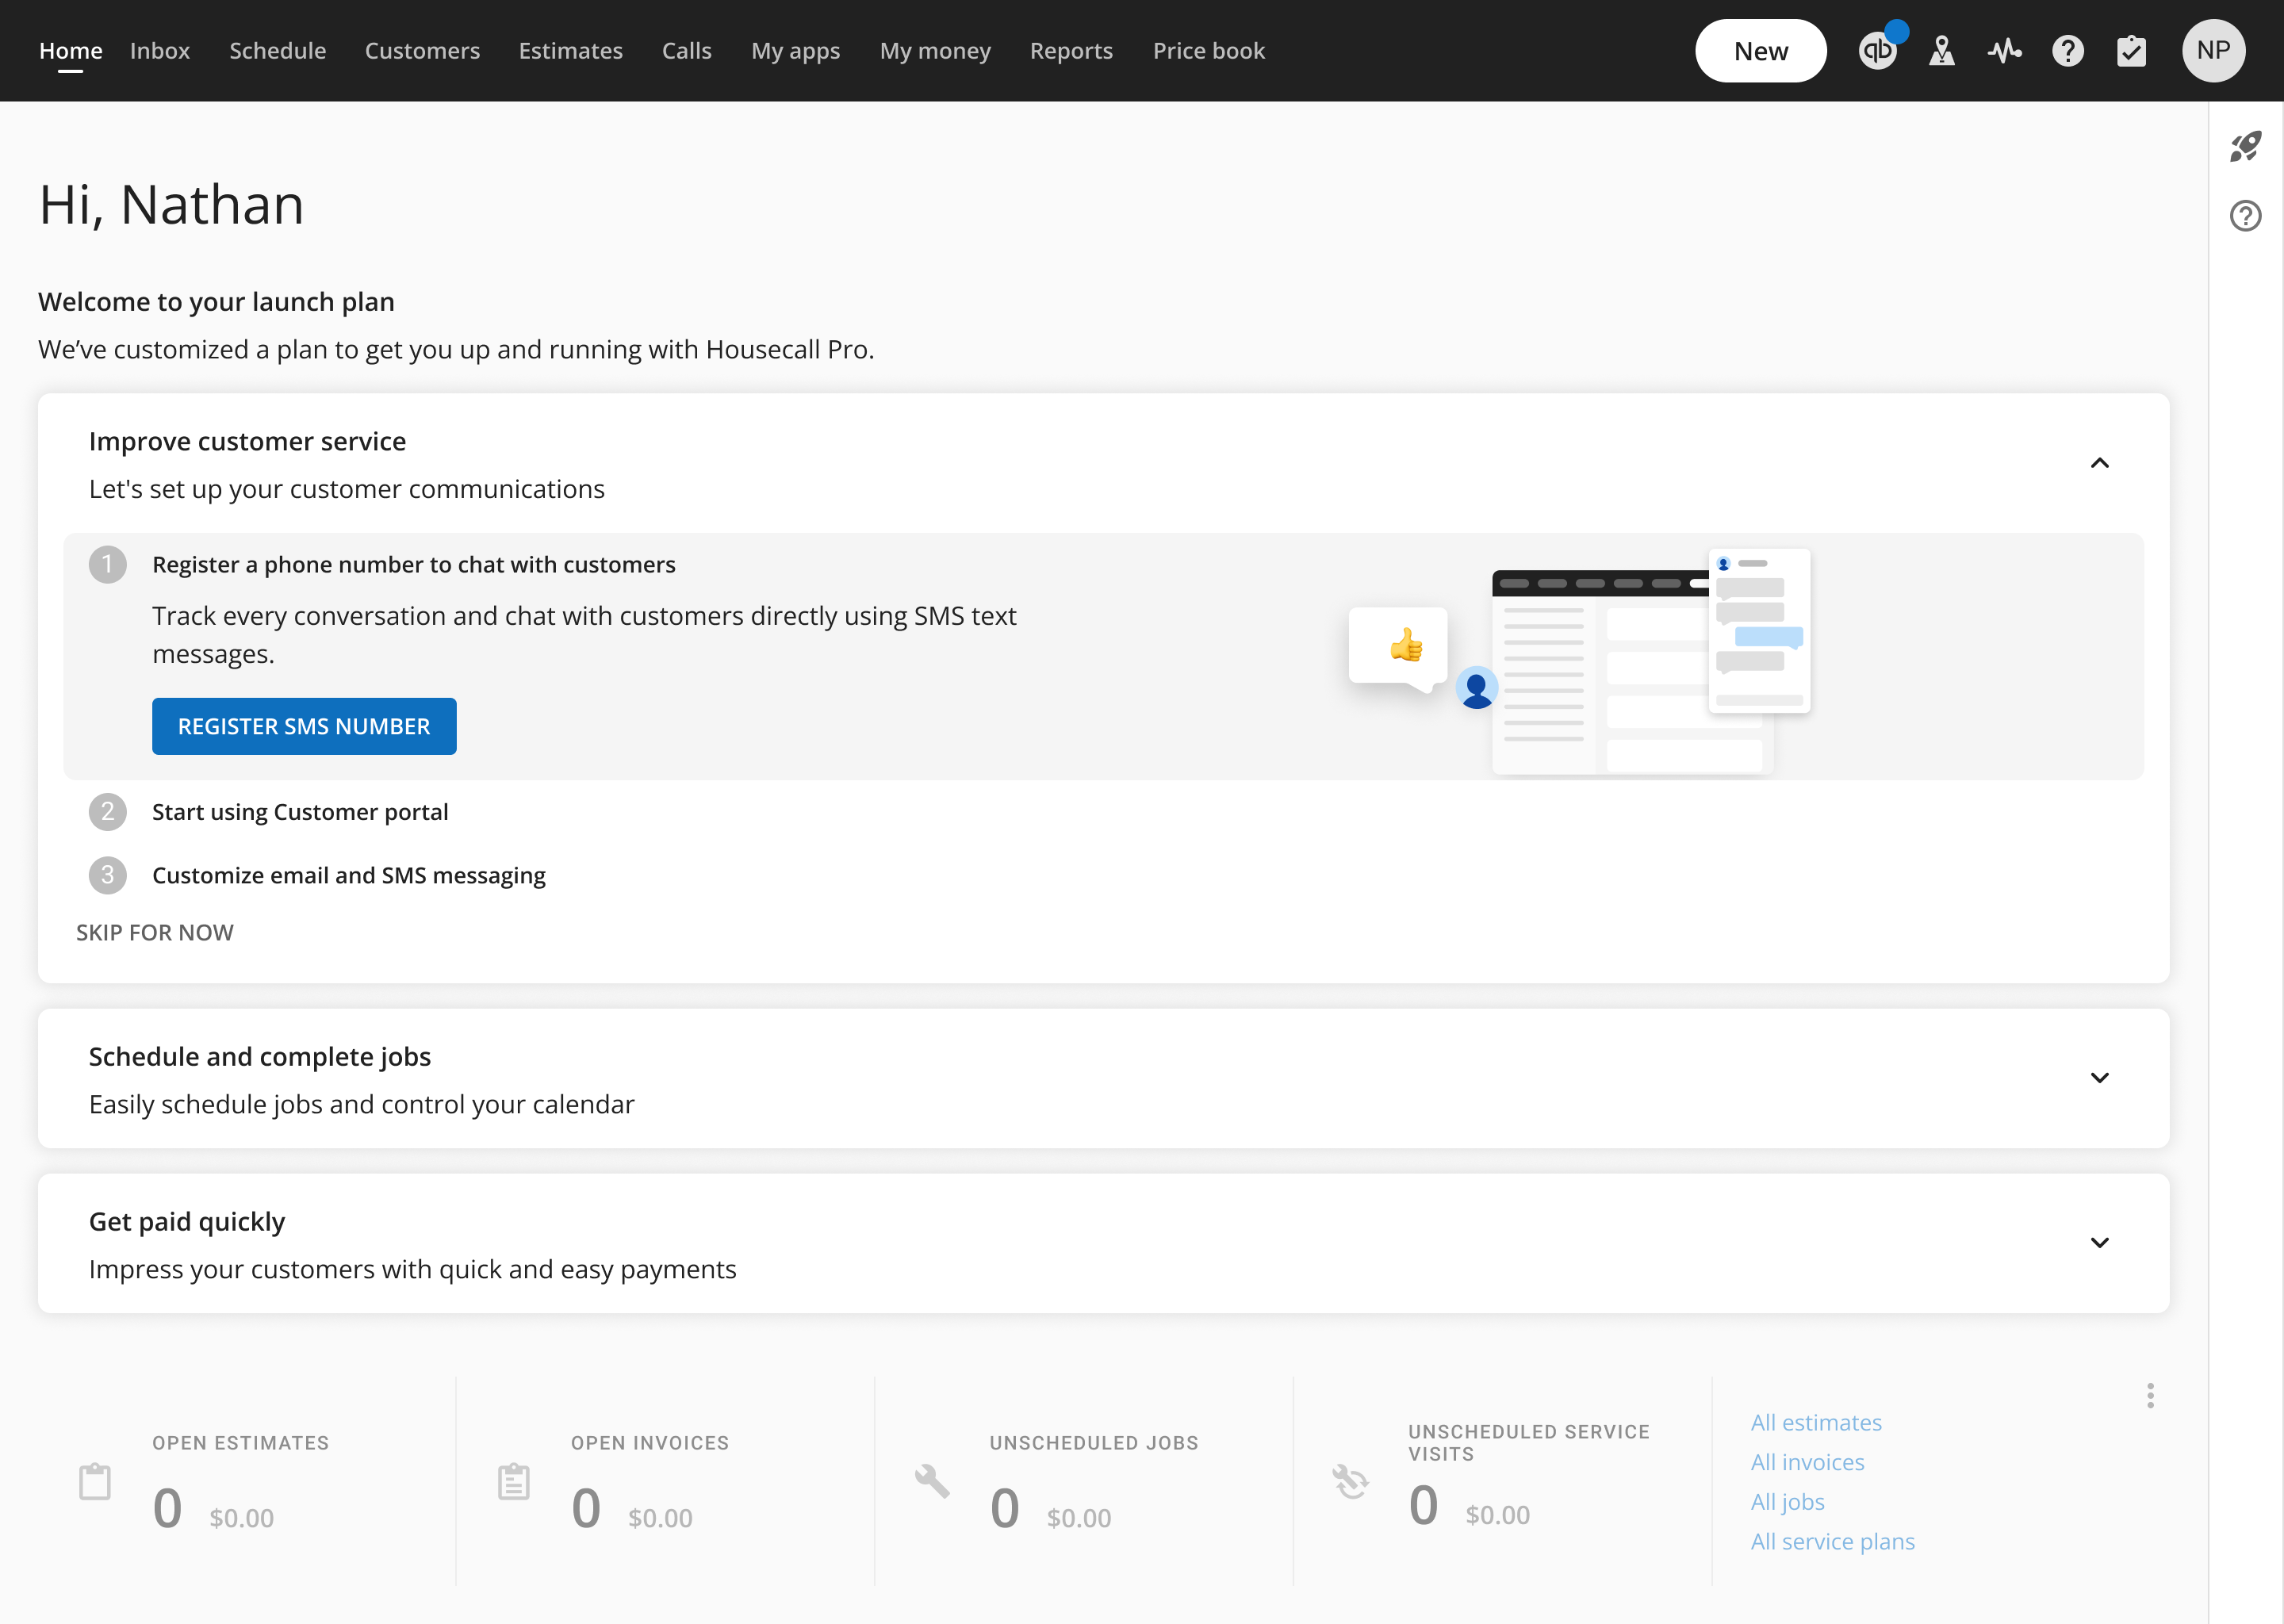 Home Inbox Schedule Customers Estimates Calls My apps My money Reports Price book New qb NP
Hi, Nathan
Welcome to your launch plan
We’ve customized a plan to get you up and running with Housecall Pro.
Improve customer service
Let's set up your customer communications
1 Register a phone number to chat with customers
Track every conversation and chat with customers directly using SMS text
messages.
REGISTER SMS NUMBER
2 Start using Customer portal
3 Customize email and SMS messaging
SKIP FOR NOW
Schedule and complete jobs
Easily schedule jobs and control your calendar
Get paid quickly
Impress your customers with quick and easy payments
OPEN ESTIMATES
0 $0.00
OPEN INVOICES
0 $0.00
UNSCHEDULED JOBS
0 $0.00
UNSCHEDULED SERVICE
VISITS
0 $0.00
All estimates
All invoices
All jobs
All service plans